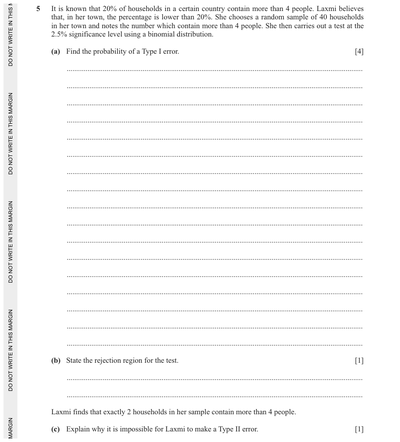 5 It is known that 20% of households in a certain country contain more than 4 people. Laxmi believes
that, in her town, the percentage is lower than 20%. She chooses a random sample of 40 households
in her town and notes the number which contain more than 4 people. She then carries out a test at the
2.5% significance level using a binomial distribution.
(a) Find the probability of a Type I error. [4]
(b) State the rejection region for the test. [1]
Laxmi finds that exactly 2 households in her sample contain more than 4 people.
(c) Explain why it is impossible for Laxmi to make a Type II error. [1]
DO NOT WRITE IN THIS M
DO NOT WRITE IN THIS MARGIN
DO NOT WRITE IN THIS MARGIN
DO NOT WRITE IN THIS MARGIN
MARGIN